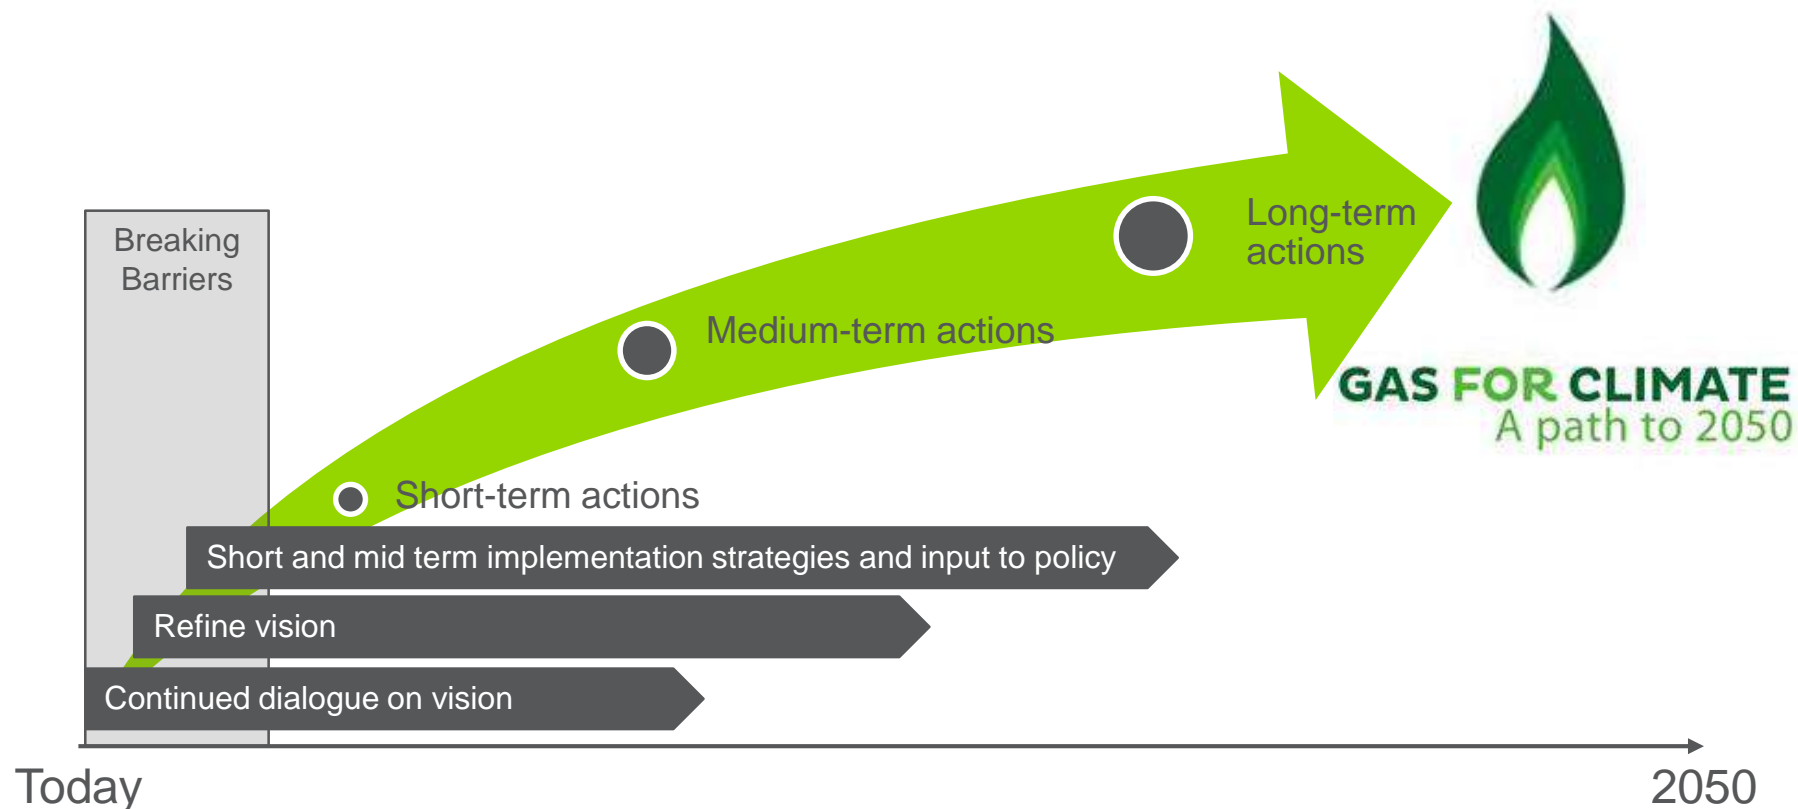 Breaking
Barriers
Long-term
actions
Medium-term actions
GAS FOR CLIMATE
A path to 2050
Short-term actions
Short and mid term implementation strategies and input to policy
Refine vision
Continued dialogue on vision
Today
2050